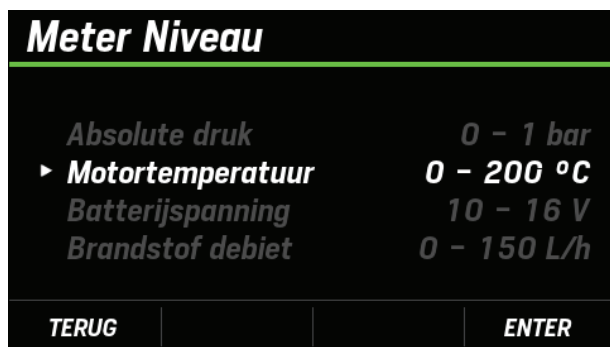 Meter Niveau
Absolute druk 0 - 1 bar
▸ Motortemperatuur 0 - 200 ºC
Batterijspanning 10 - 16 V
Brandstof debiet 0 - 150 L/h
TERUG ENTER